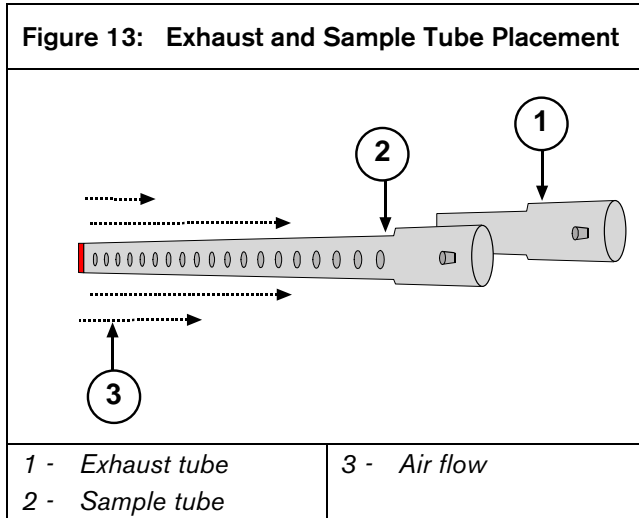 Figure 13: Exhaust and Sample Tube Placement
1
2
3
1 - Exhaust tube
2 - Sample tube
3 - Air flow